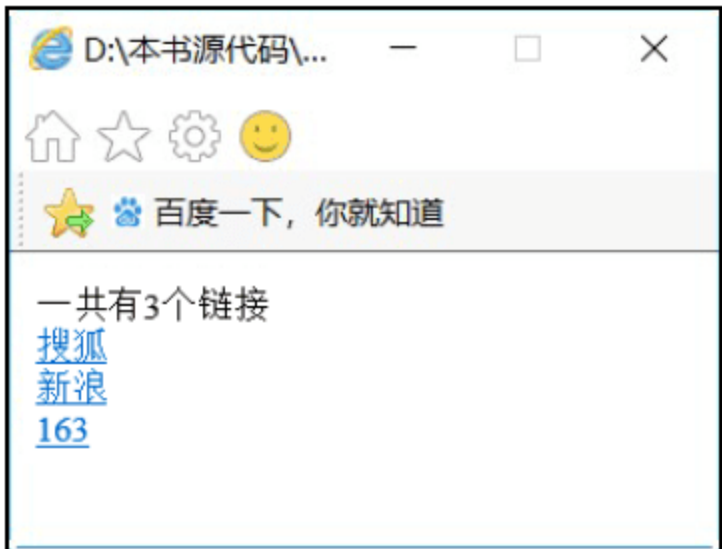 D:\本书源代码\...
百度一下，你就知道
一共有3个链接
搜狐
新浪
163